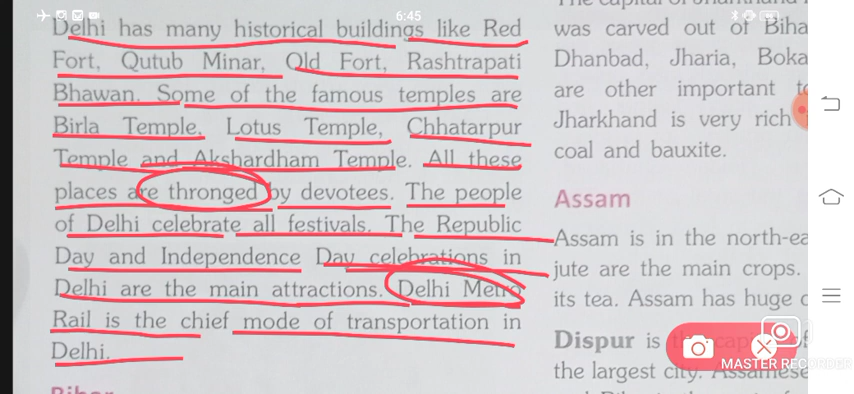 6:45
Delhi has many historical buildings like Red
Fort, Qutub Minar, Old Fort, Rashtrapati
Bhawan. Some of the famous temples are
Birla Temple, Lotus Temple, Chhatarpur
Temple and Akshardham Temple. All these
places are thronged by devotees. The people
of Delhi celebrate all festivals. The Republic
Day and Independence Day celebrations in
Delhi are the main attractions. Delhi Metro
Rail is the chief mode of transportation in
Delhi.
was carved out of Biha
Dhanbad, Jharia, Boka
are other important
Jharkhand is very rich
coal and bauxite.
Assam
Assam is in the north-ea
jute are the main crops.
its tea. Assam has huge
Dispur is
the largest city. Assamese
MASTER RECORDER